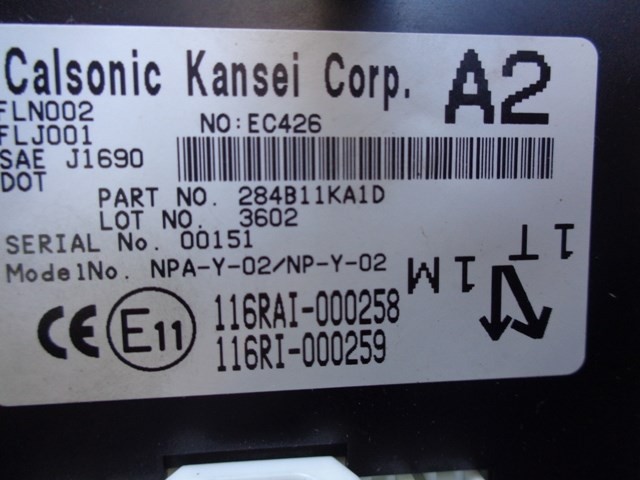 Calsonic Kansei Corp. A2
FLN002
FLJ001 NO:EC426
SAE J1690
DOT
PART NO. 284B11KA1D
LOT NO. 3602
SERIAL No. 00151
ModelNo. NPA-Y-02/NP-Y-02
1T
1M
CE E11 116RAI-000258
116RI-000259